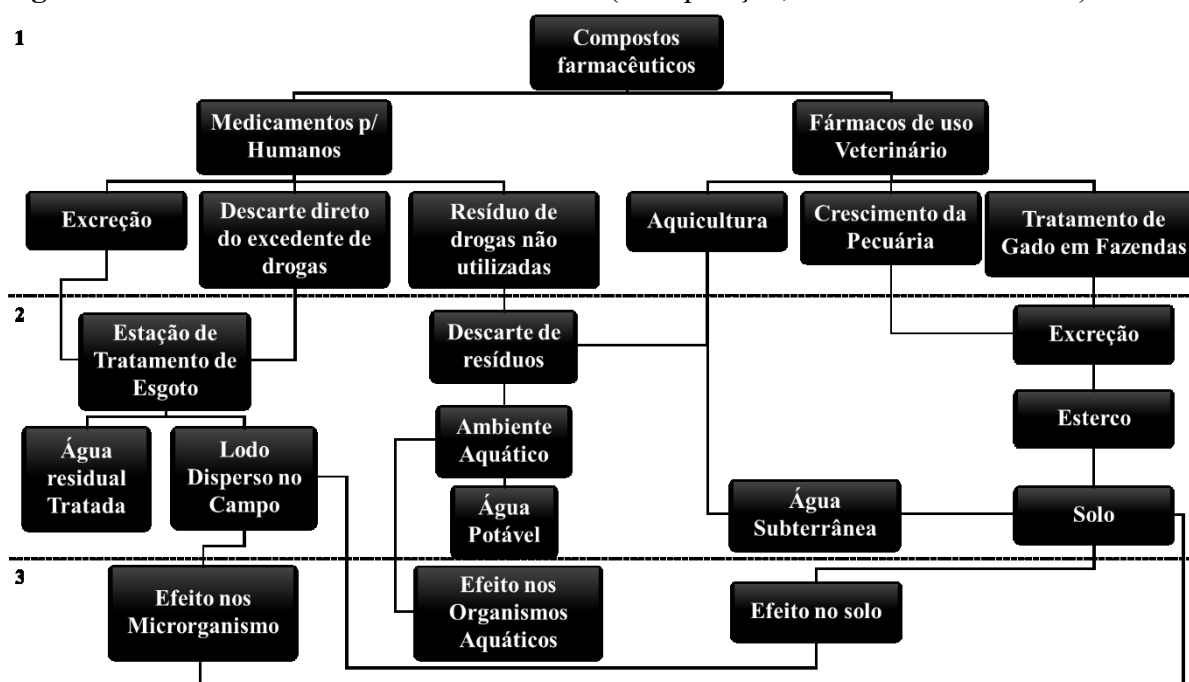 1
Compostos
farmacêuticos
Medicamentos p/
Humanos
Fármacos de uso
Veterinário
Excreção
Descarte direto
do excedente de
drogas
Resíduo de
drogas não
utilizadas
Aquicultura
Crescimento da
Pecuária
Tratamento de
Gado em Fazendas
2
Estação de
Tratamento de
Esgoto
Descarte de
resíduos
Excreção
Esterco
Água
residual
Tratada
Lodo
Disperso no
Campo
Ambiente
Aquático
Água
Potável
Água
Subterrânea
Solo
3
Efeito nos
Microrganismo
Efeito nos
Organismos
Aquáticos
Efeito no solo